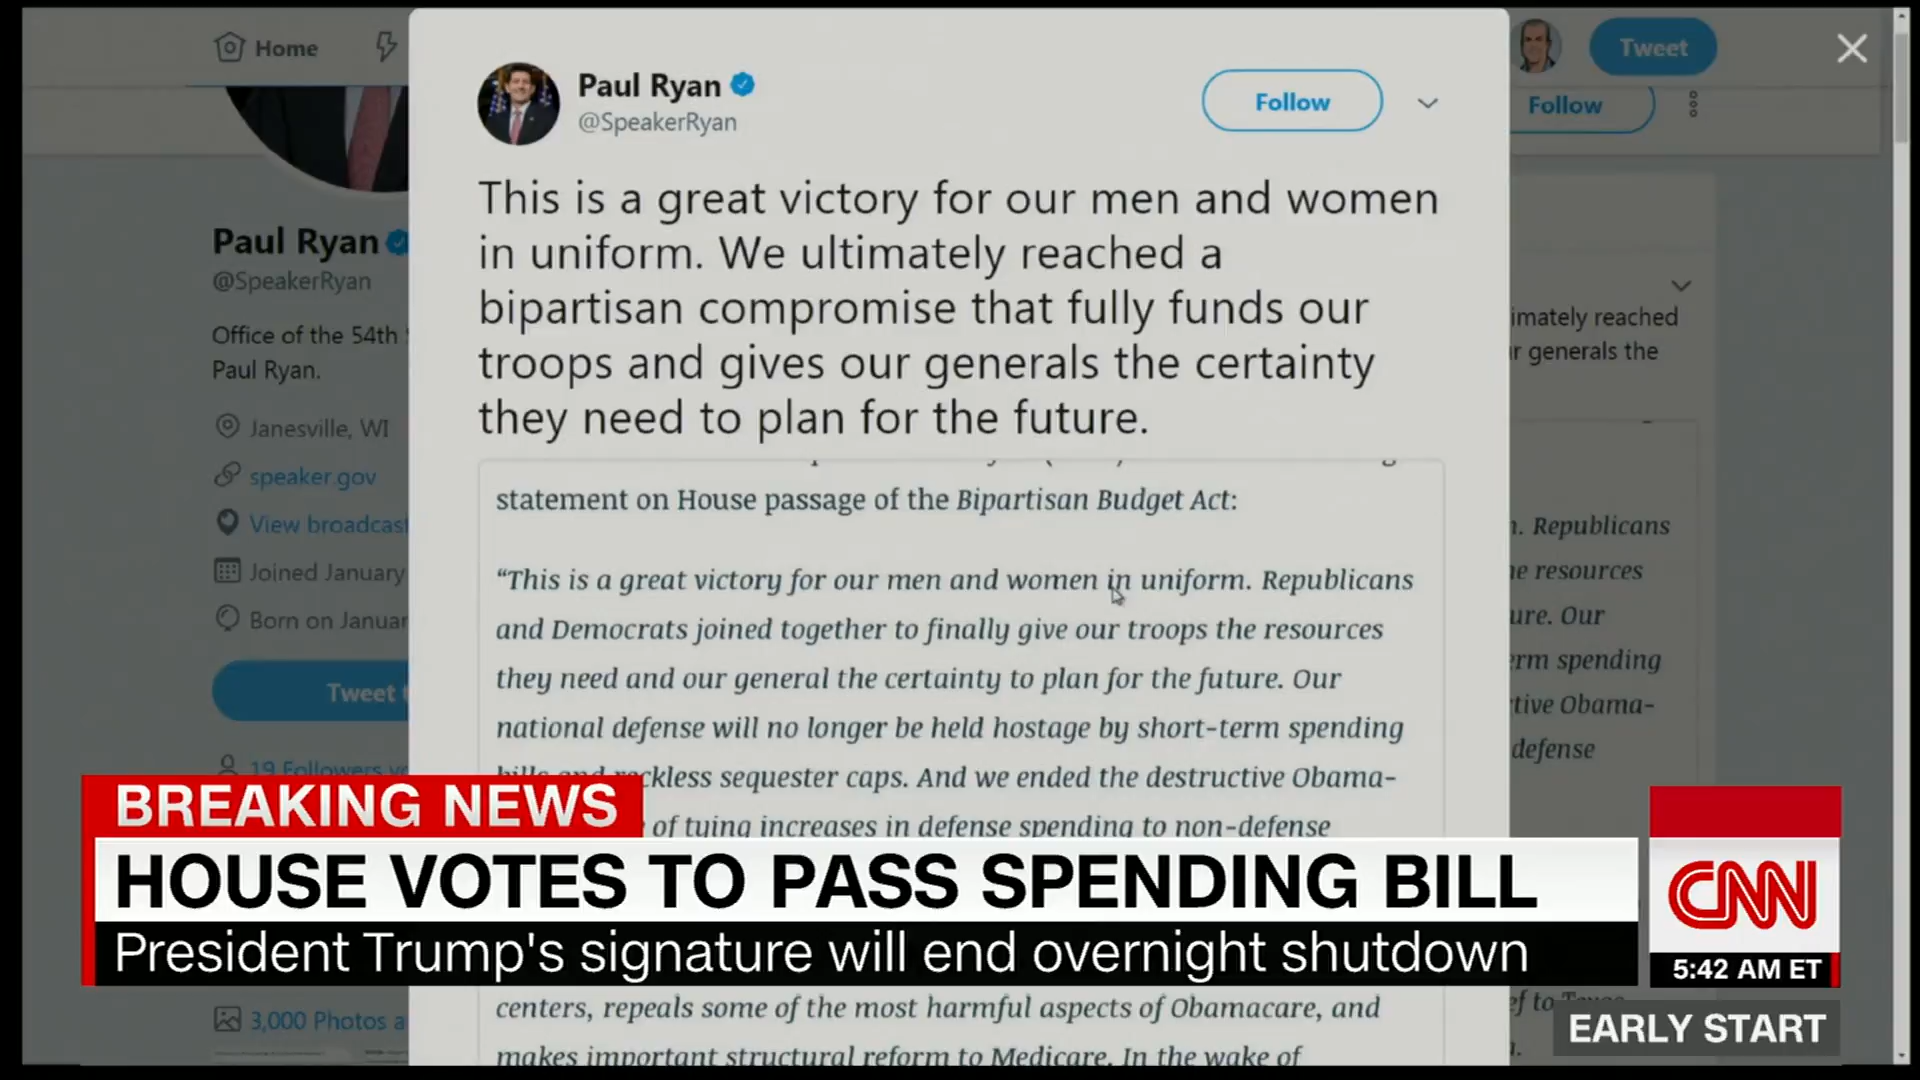 Home
Tweet
Paul Ryan
@SpeakerRyan
Follow
Follow
This is a great victory for our men and women
in uniform. We ultimately reached a
bipartisan compromise that fully funds our
troops and gives our generals the certainty
they need to plan for the future.
Paul Ryan
@SpeakerRyan
Office of the 54th
Paul Ryan.
Janesville, WI
speaker.gov
View broadcas
Joined January
Born on Januar
Tweet
19 Followers
3,000 Photos a
statement on House passage of the Bipartisan Budget Act:
“This is a great victory for our men and women in uniform. Republicans
and Democrats joined together to finally give our troops the resources
they need and our general the certainty to plan for the future. Our
national defense will no longer be held hostage by short-term spending
bills and reckless sequester caps. And we ended the destructive Obama-
of tying increases in defense spending to non-defense
centers, repeals some of the most harmful aspects of Obamacare, and
makes important structural reform to Medicare. In the wake of
imately reached
r generals the
. Republicans
e resources
ure. Our
erm spending
tive Obama-
defense
ef to Texas
BREAKING NEWS
HOUSE VOTES TO PASS SPENDING BILL
President Trump's signature will end overnight shutdown
CNN
5:42 AM ET
EARLY START